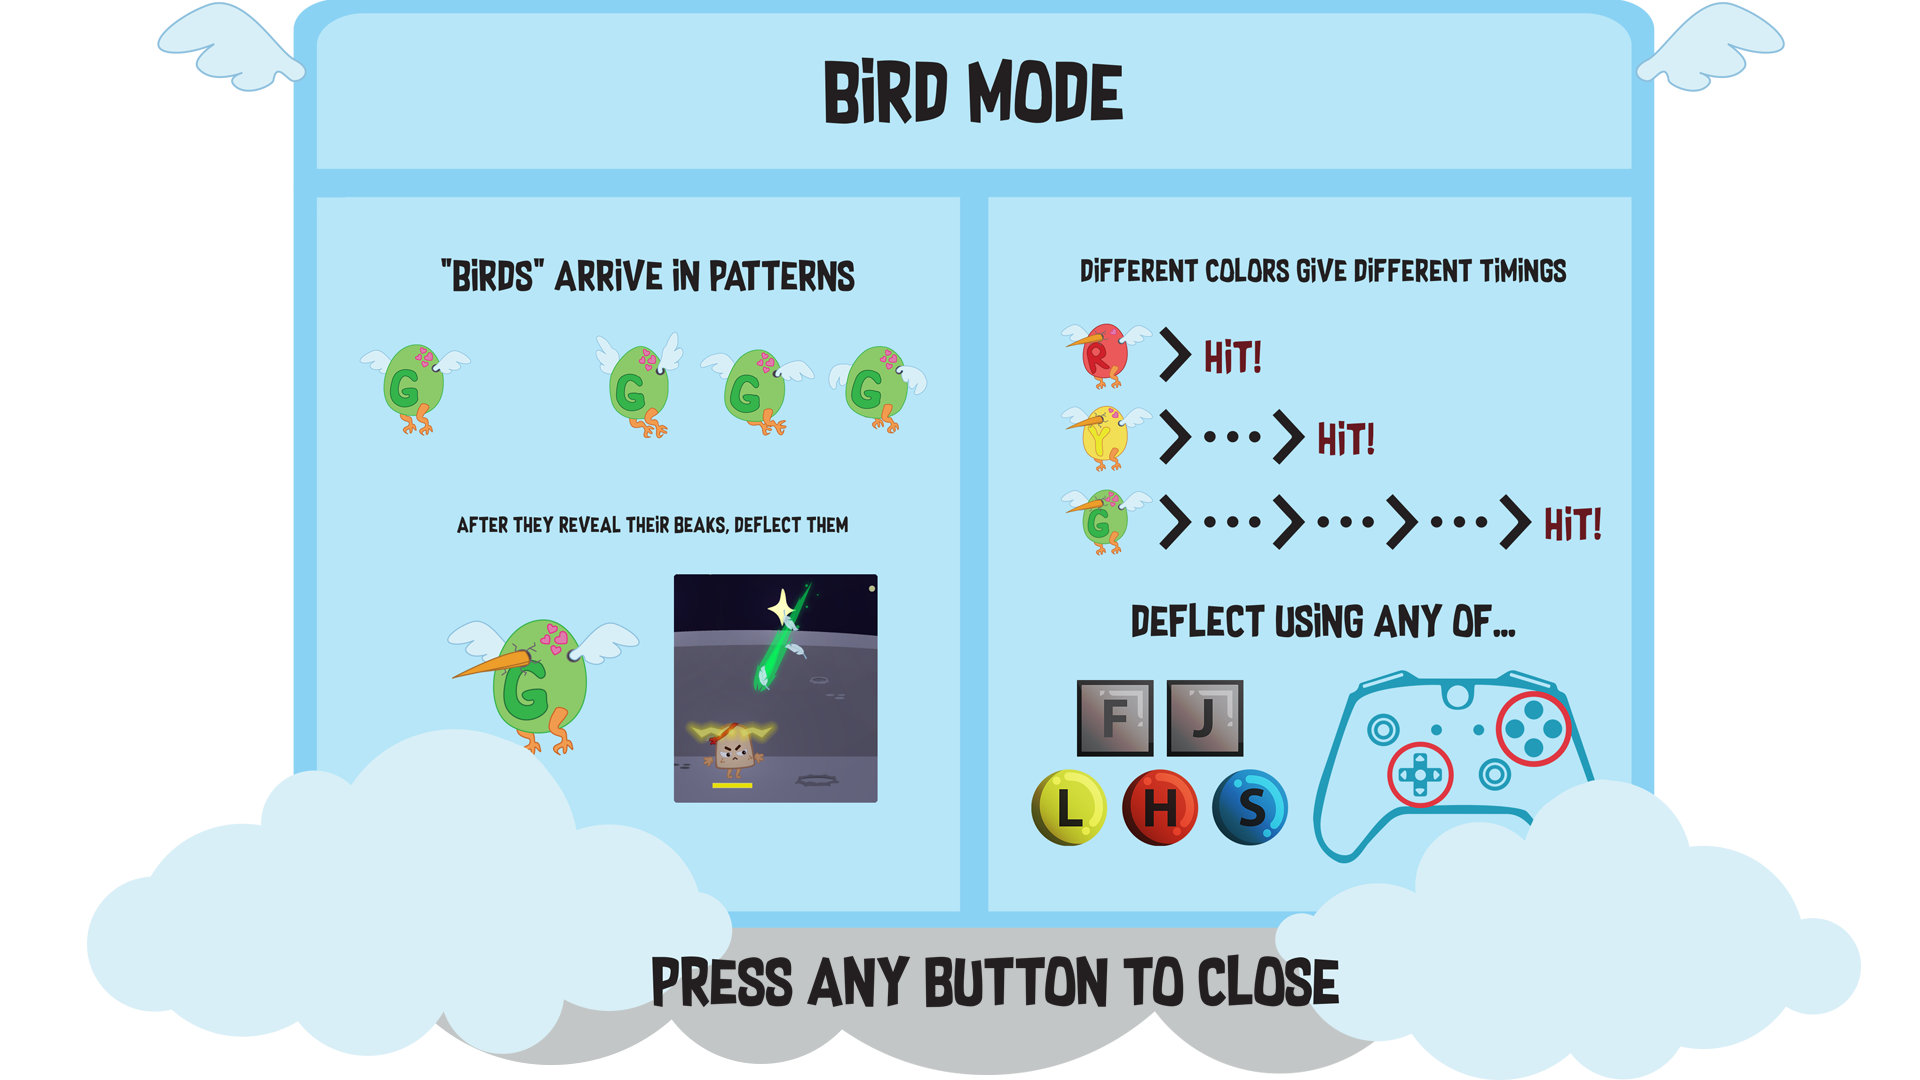 BiRD MODE
"BiRDS" ARRiVE iN PATTERNS
G G G G
AFTER THEY REVEAL THEiR BEAKS, DEFLECT THEM
G
DiFFERENT COLORS GiVE DiFFERENT TiMiNGS
R HiT!
Y HiT!
G HiT!
DEFLECT USiNG ANY OF...
F J
L H S
PRESS ANY BUTTON TO CLOSE